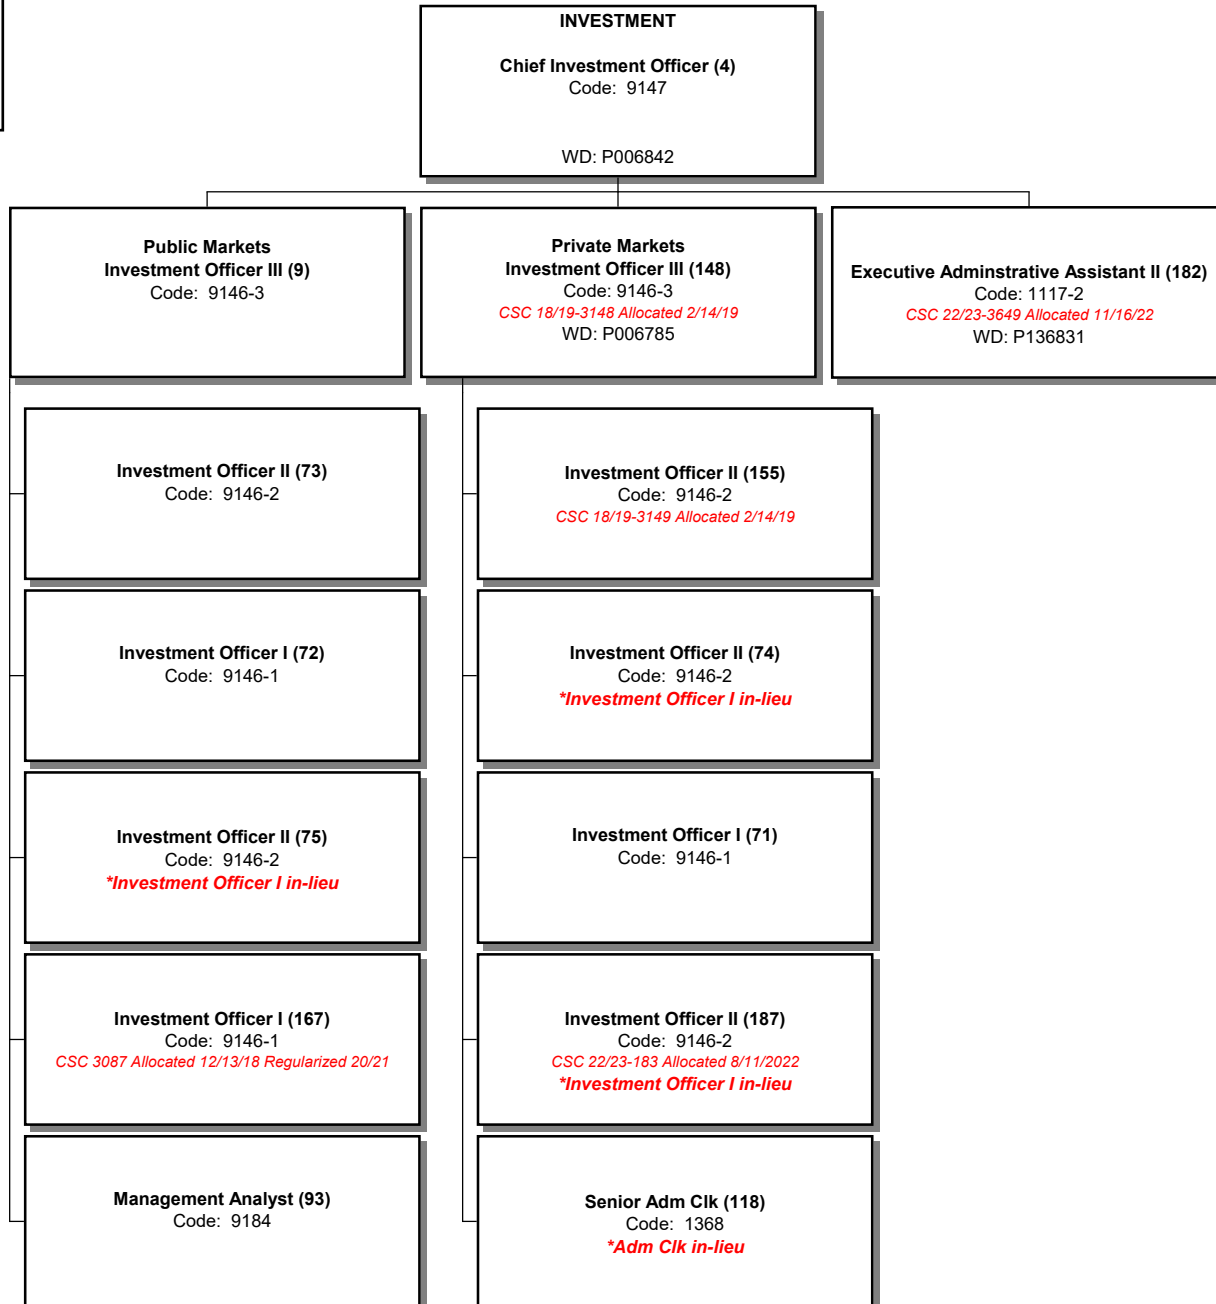 INVESTMENT
Chief Investment Officer (4)
Code: 9147
WD: P006842
Public Markets
Investment Officer III (9)
Code: 9146-3
Private Markets
Investment Officer III (148)
Code: 9146-3
CSC 18/19-3148 Allocated 2/14/19
WD: P006785
Executive Adminstrative Assistant II (182)
Code: 1117-2
CSC 22/23-3649 Allocated 11/16/22
WD: P136831
Investment Officer II (73)
Code: 9146-2
Investment Officer I (72)
Code: 9146-1
Investment Officer II (75)
Code: 9146-2
*Investment Officer I in-lieu
Investment Officer I (167)
Code: 9146-1
CSC 3087 Allocated 12/13/18 Regularized 20/21
Management Analyst (93)
Code: 9184
Investment Officer II (155)
Code: 9146-2
CSC 18/19-3149 Allocated 2/14/19
Investment Officer II (74)
Code: 9146-2
*Investment Officer I in-lieu
Investment Officer I (71)
Code: 9146-1
Investment Officer II (187)
Code: 9146-2
CSC 22/23-183 Allocated 8/11/2022
*Investment Officer I in-lieu
Senior Adm Clk (118)
Code: 1368
*Adm Clk in-lieu